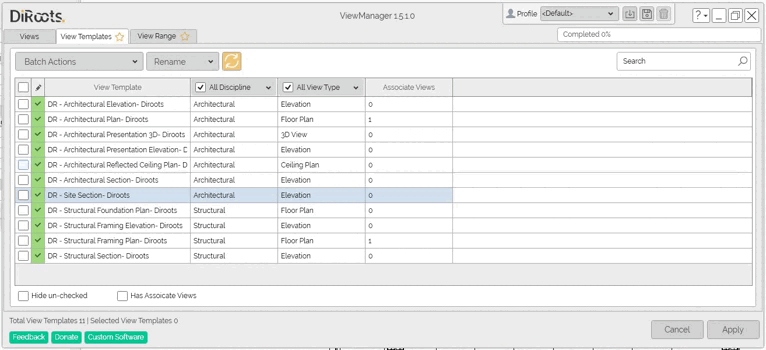 DiRoots. ViewManager 1.5.1.0 Profile <Default> ?
Views View Templates View Range Completed 0%
Batch Actions Rename Search
View Template All Discipline All View Type Associate Views
DR - Architectural Elevation- Diroots Architectural Elevation 0
DR - Architectural Plan- Diroots Architectural Floor Plan 1
DR - Architectural Presentation 3D- Diroots Architectural 3D View 0
DR - Architectural Presentation Elevation- D Architectural Elevation 0
DR - Architectural Reflected Ceiling Plan- D Architectural Ceiling Plan 0
DR - Architectural Section- Diroots Architectural Elevation 0
DR - Site Section- Diroots Architectural Elevation 0
DR - Structural Foundation Plan- Diroots Structural Floor Plan 0
DR - Structural Framing Elevation- Diroots Structural Elevation 0
DR - Structural Framing Plan- Diroots Structural Floor Plan 1
DR - Structural Section- Diroots Structural Elevation 0
Hide un-checked Has Assoicate Views
Total View Templates 11 | Selected View Templates 0
Feedback Donate Custom Software Cancel Apply